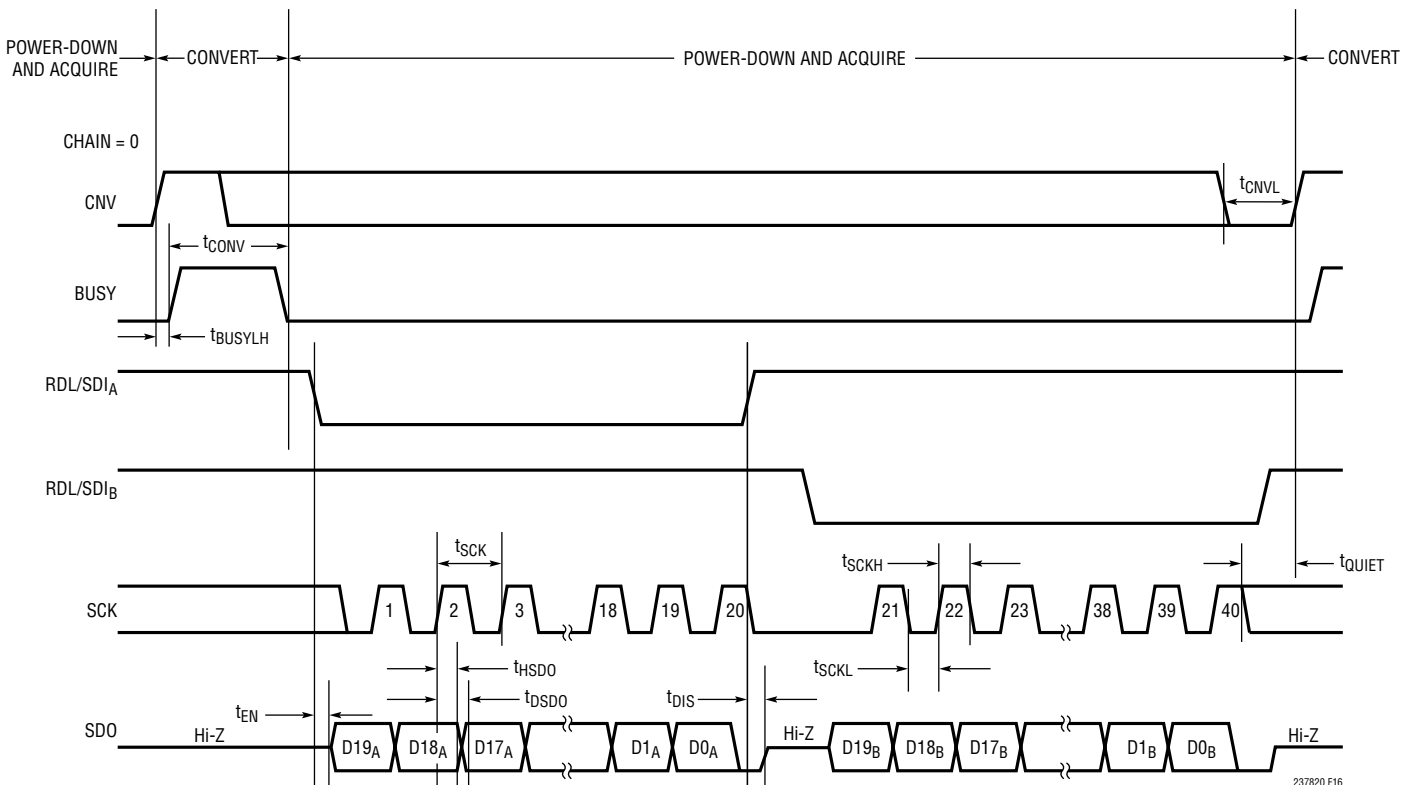 POWER-DOWN
AND ACQUIRE
CONVERT
POWER-DOWN AND ACQUIRE
CONVERT
CHAIN = 0
CNV
tCNVL
tCONV
BUSY
tBUSYLH
RDL/SDIA
RDL/SDIB
tSCK
tSCKH
tQUIET
SCK
1
2
3
18
19
20
21
22
23
38
39
40
tHSDO
tSCKL
tDSDO
tDIS
tEN
SDO
Hi-Z
D19A
D18A
D17A
D1A
D0A
Hi-Z
D19B
D18B
D17B
D1B
D0B
Hi-Z
237820 F16